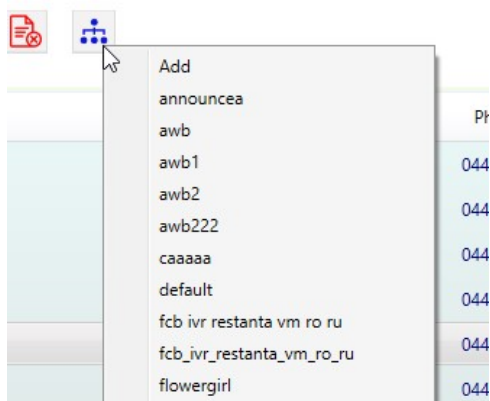 Add
announcea
awb
awb1
awb2
awb222
caaaaa
default
fcb ivr restanta vm ro ru
fcb_ivr_restanta_vm_ro_ru
flowergirl
Ph
044
044
044
044
044
044